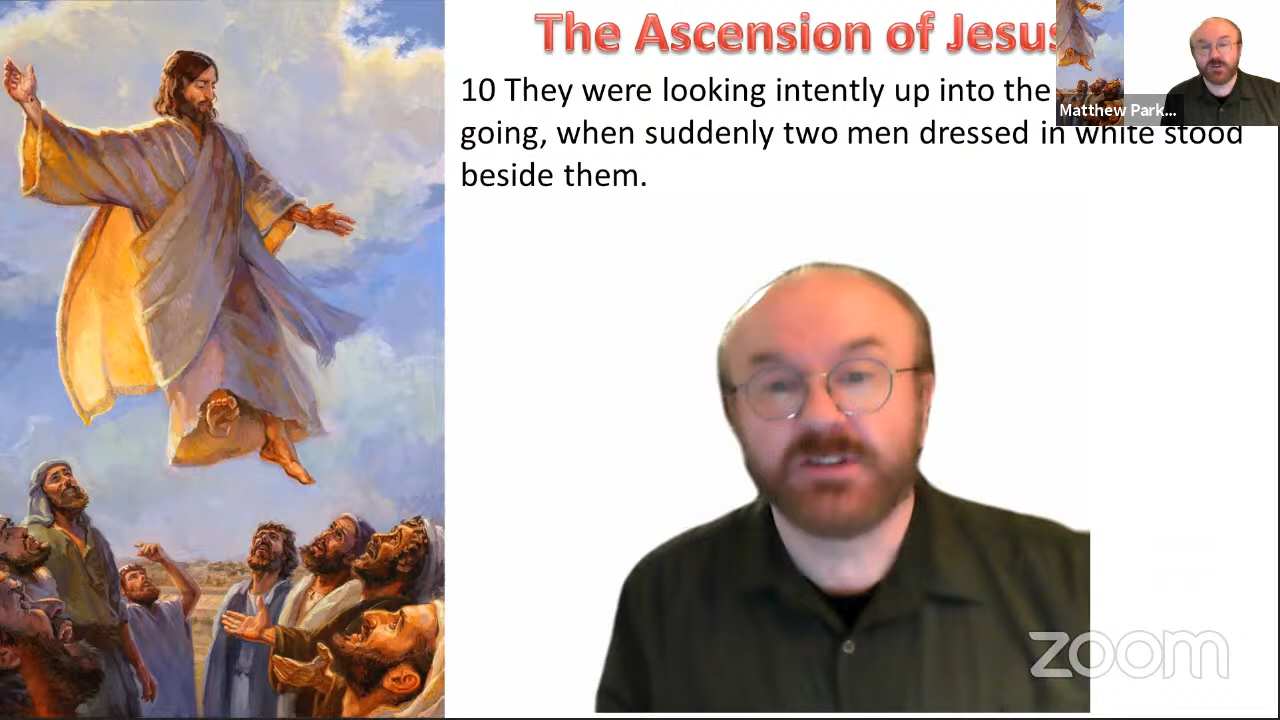 The Ascension of Jesus
10 They were looking intently up into the
going, when suddenly two men dressed in white stood
beside them.
Matthew Park...
zoom